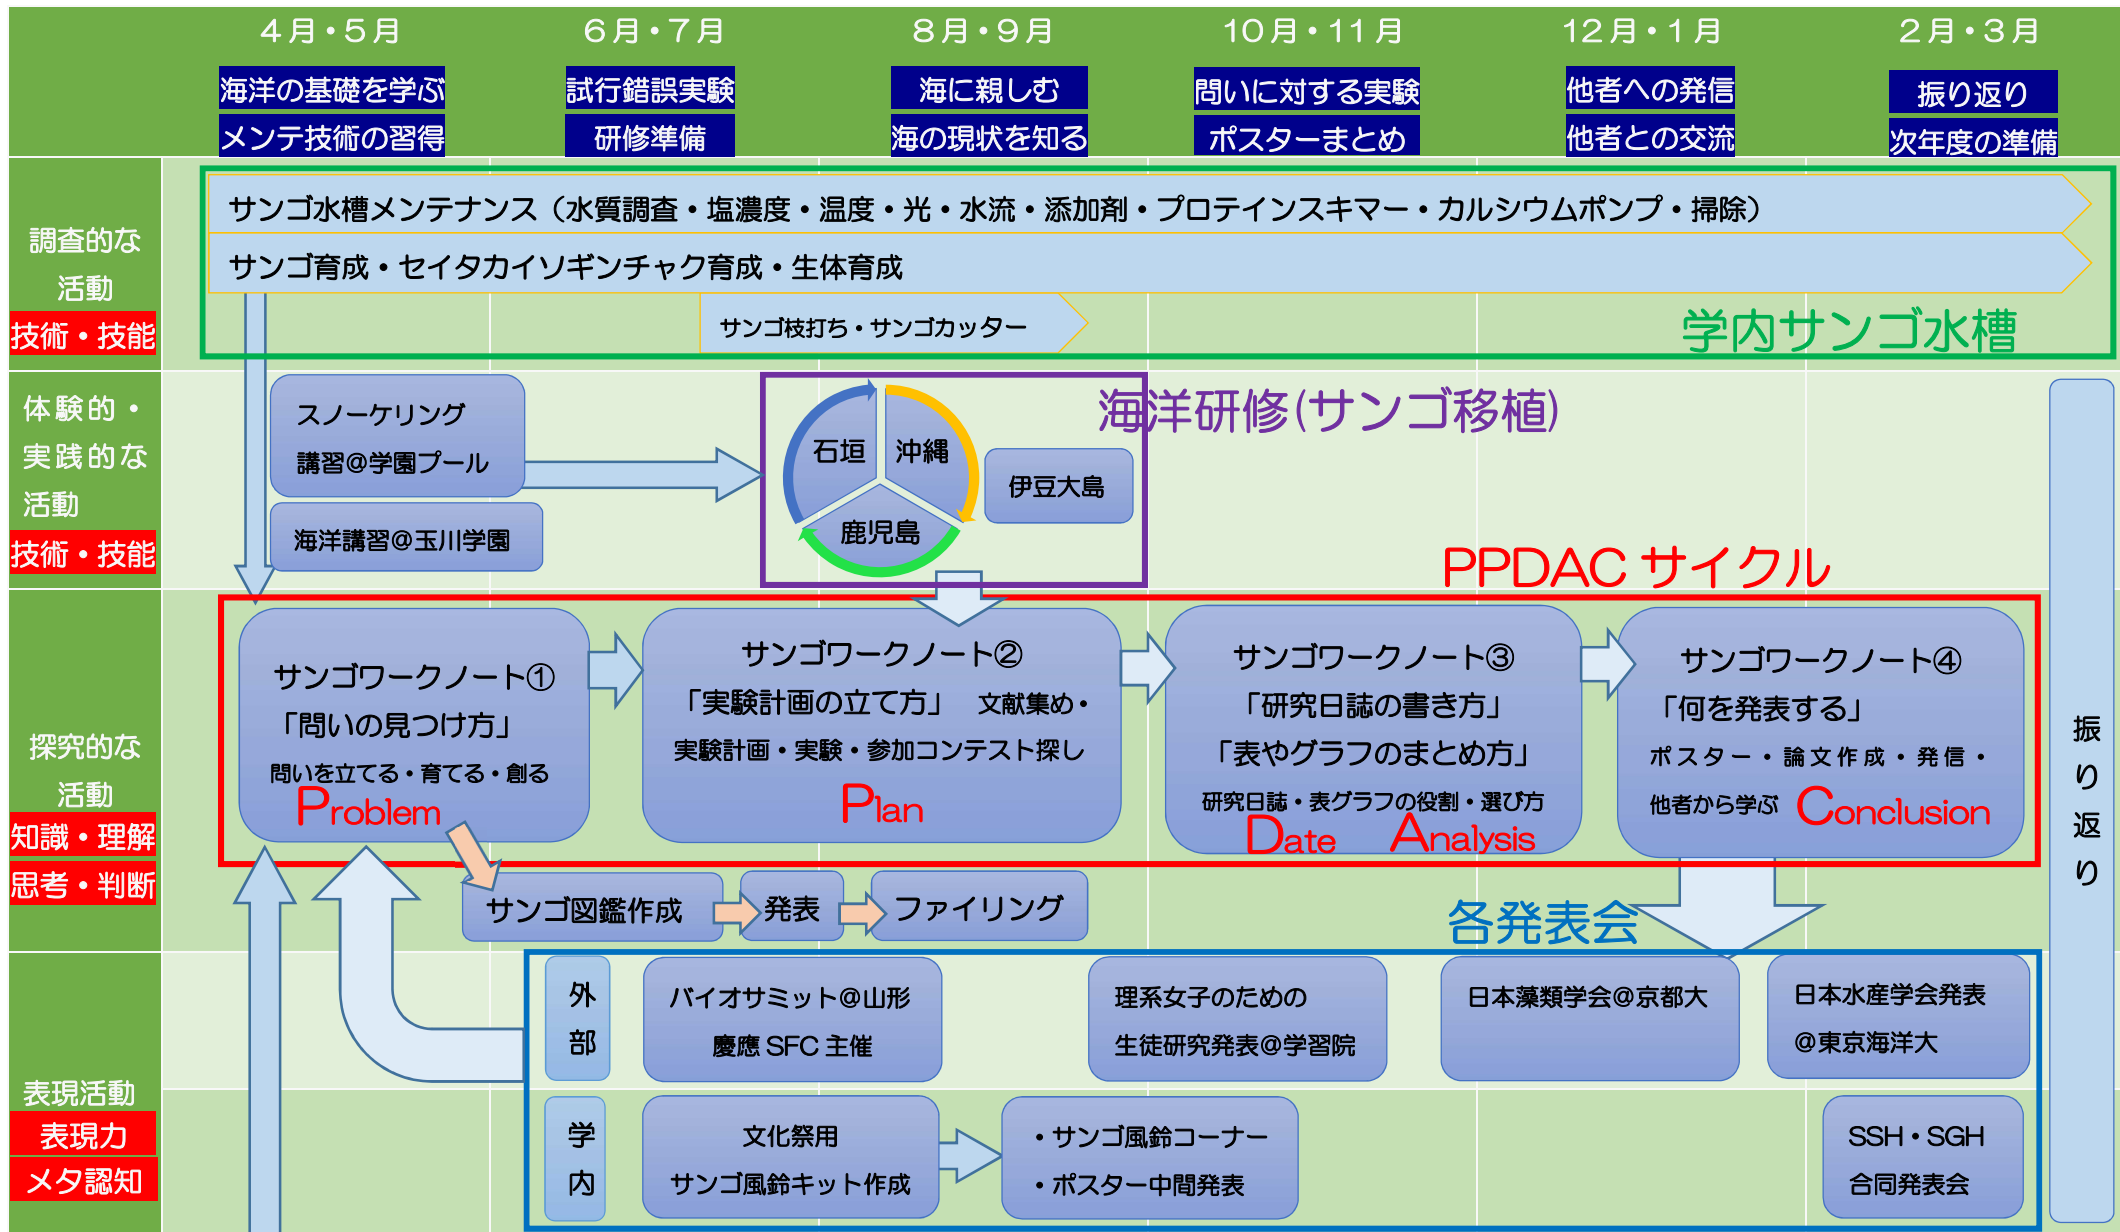 4月・5月
6月・7月
8月・9月
10月・11月
12月・1月
2月・3月
海洋の基礎を学ぶ
メンテ技術の習得
試行錯誤実験
研修準備
海に親しむ
海の現状を知る
問いに対する実験
ポスターまとめ
他者への発信
他者との交流
振り返り
次年度の準備
調査的な
活動
技術・技能
サンゴ水槽メンテナンス（水質調査・塩濃度・温度・光・水流・添加剤・プロテインスキマー・カルシウムポンプ・掃除）
サンゴ育成・セイタカイソギンチャク育成・生体育成
サンゴ枝打ち・サンゴカッター
学内サンゴ水槽
体験的・
実践的な
活動
技術・技能
スノーケリング
講習@学園プール
海洋講習@玉川学園
石垣
沖縄
鹿児島
伊豆大島
海洋研修(サンゴ移植)
PPDAC サイクル
探究的な
活動
知識・理解
思考・判断
サンゴワークノート①
「問いの見つけ方」
問いを立てる・育てる・創る
Problem
サンゴワークノート②
「実験計画の立て方」 文献集め・
実験計画・実験・参加コンテスト探し
Plan
サンゴワークノート③
「研究日誌の書き方」
「表やグラフのまとめ方」
研究日誌・表グラフの役割・選び方
Date Analysis
サンゴワークノート④
「何を発表する」
ポスター・論文作成・発信・
他者から学ぶ
Conclusion
サンゴ図鑑作成
発表
ファイリング
各発表会
振り返り
表現活動
表現力
メタ認知
外部
バイオサミット@山形
慶應 SFC 主催
理系女子のための
生徒研究発表@学習院
日本藻類学会@京都大
日本水産学会発表
@東京海洋大
学内
文化祭用
サンゴ風鈴キット作成
・サンゴ風鈴コーナー
・ポスター中間発表
SSH・SGH
合同発表会